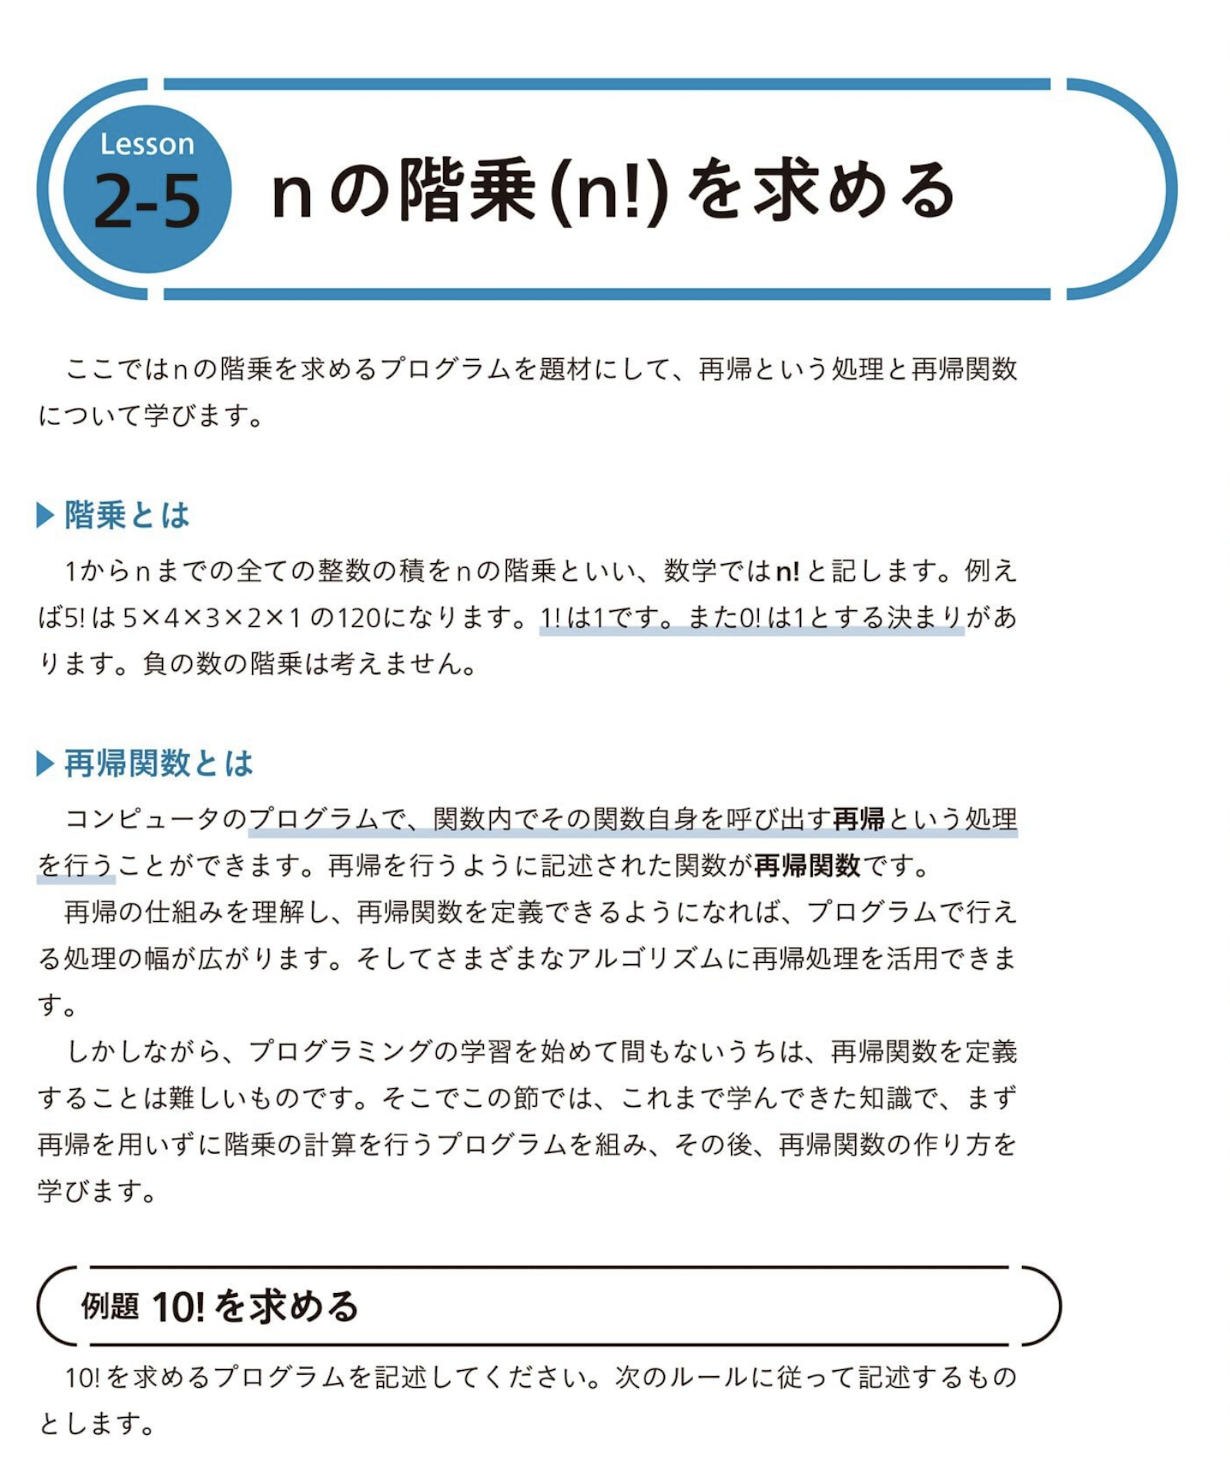 Lesson
2-5
nの階乗(n!)を求める
ここではnの階乗を求めるプログラムを題材にして、再帰という処理と再帰関数
について学びます。
▶階乗とは
1からnまでの全ての整数の積をnの階乗といい、数学ではn!と記します。例え
ば5!は5×4×3×2×1の120になります。1!は1です。また0!は1とする決まりがあ
ります。負の数の階乗は考えません。
▶再帰関数とは
コンピュータのプログラムで、関数内でその関数自身を呼び出す再帰という処理
を行うことができます。再帰を行うように記述された関数が再帰関数です。
再帰の仕組みを理解し、再帰関数を定義できるようになれば、プログラムで行え
る処理の幅が広がります。そしてさまざまなアルゴリズムに再帰処理を活用できま
す。
しかしながら、プログラミングの学習を始めて間もないうちは、再帰関数を定義
することは難しいものです。そこでこの節では、これまで学んできた知識で、まず
再帰を用いずに階乗の計算を行うプログラムを組み、その後、再帰関数の作り方を
学びます。
例題 10!を求める
10!を求めるプログラムを記述してください。次のルールに従って記述するもの
とします。